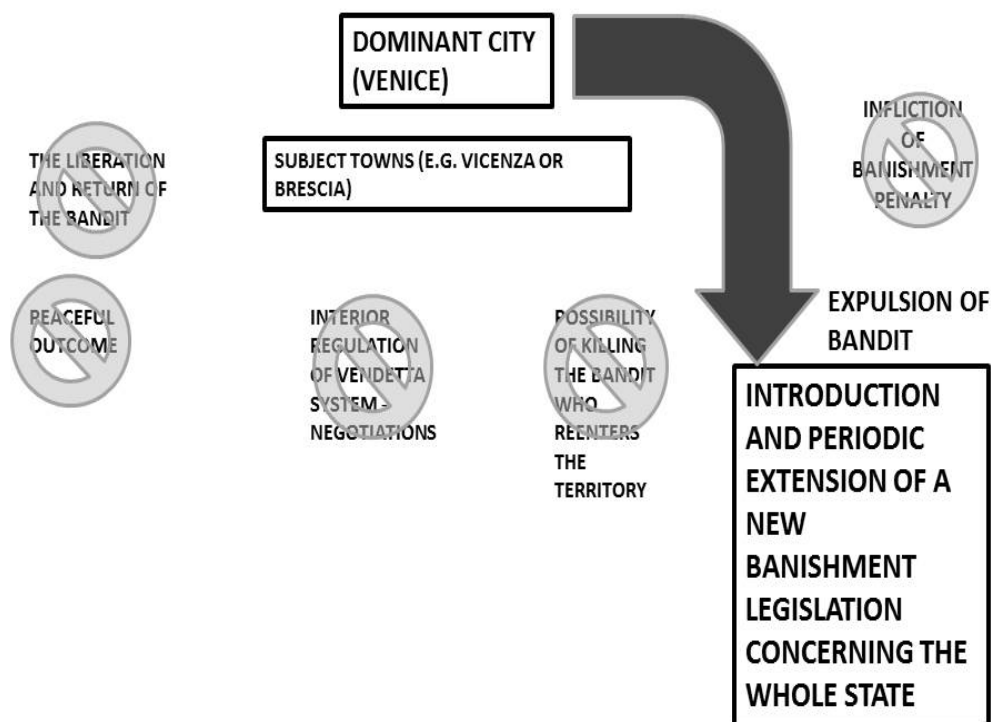 DOMINANT CITY
(VENICE)
INFLICTION
OF
BANISHMENT
PENALTY
THE LIBERATION
AND RETURN OF
THE BANDIT
SUBJECT TOWNS (E.G. VICENZA OR
BRESCIA)
PEACEFUL
OUTCOME
INTERIOR
REGULATION
OF VENDETTA
SYSTEM -
NEGOTIATIONS
POSSIBILITY
OF KILLING
THE BANDIT
WHO
REENTERS
THE
TERRITORY
EXPULSION OF
BANDIT
INTRODUCTION
AND PERIODIC
EXTENSION OF A
NEW
BANISHMENT
LEGISLATION
CONCERNING THE
WHOLE STATE